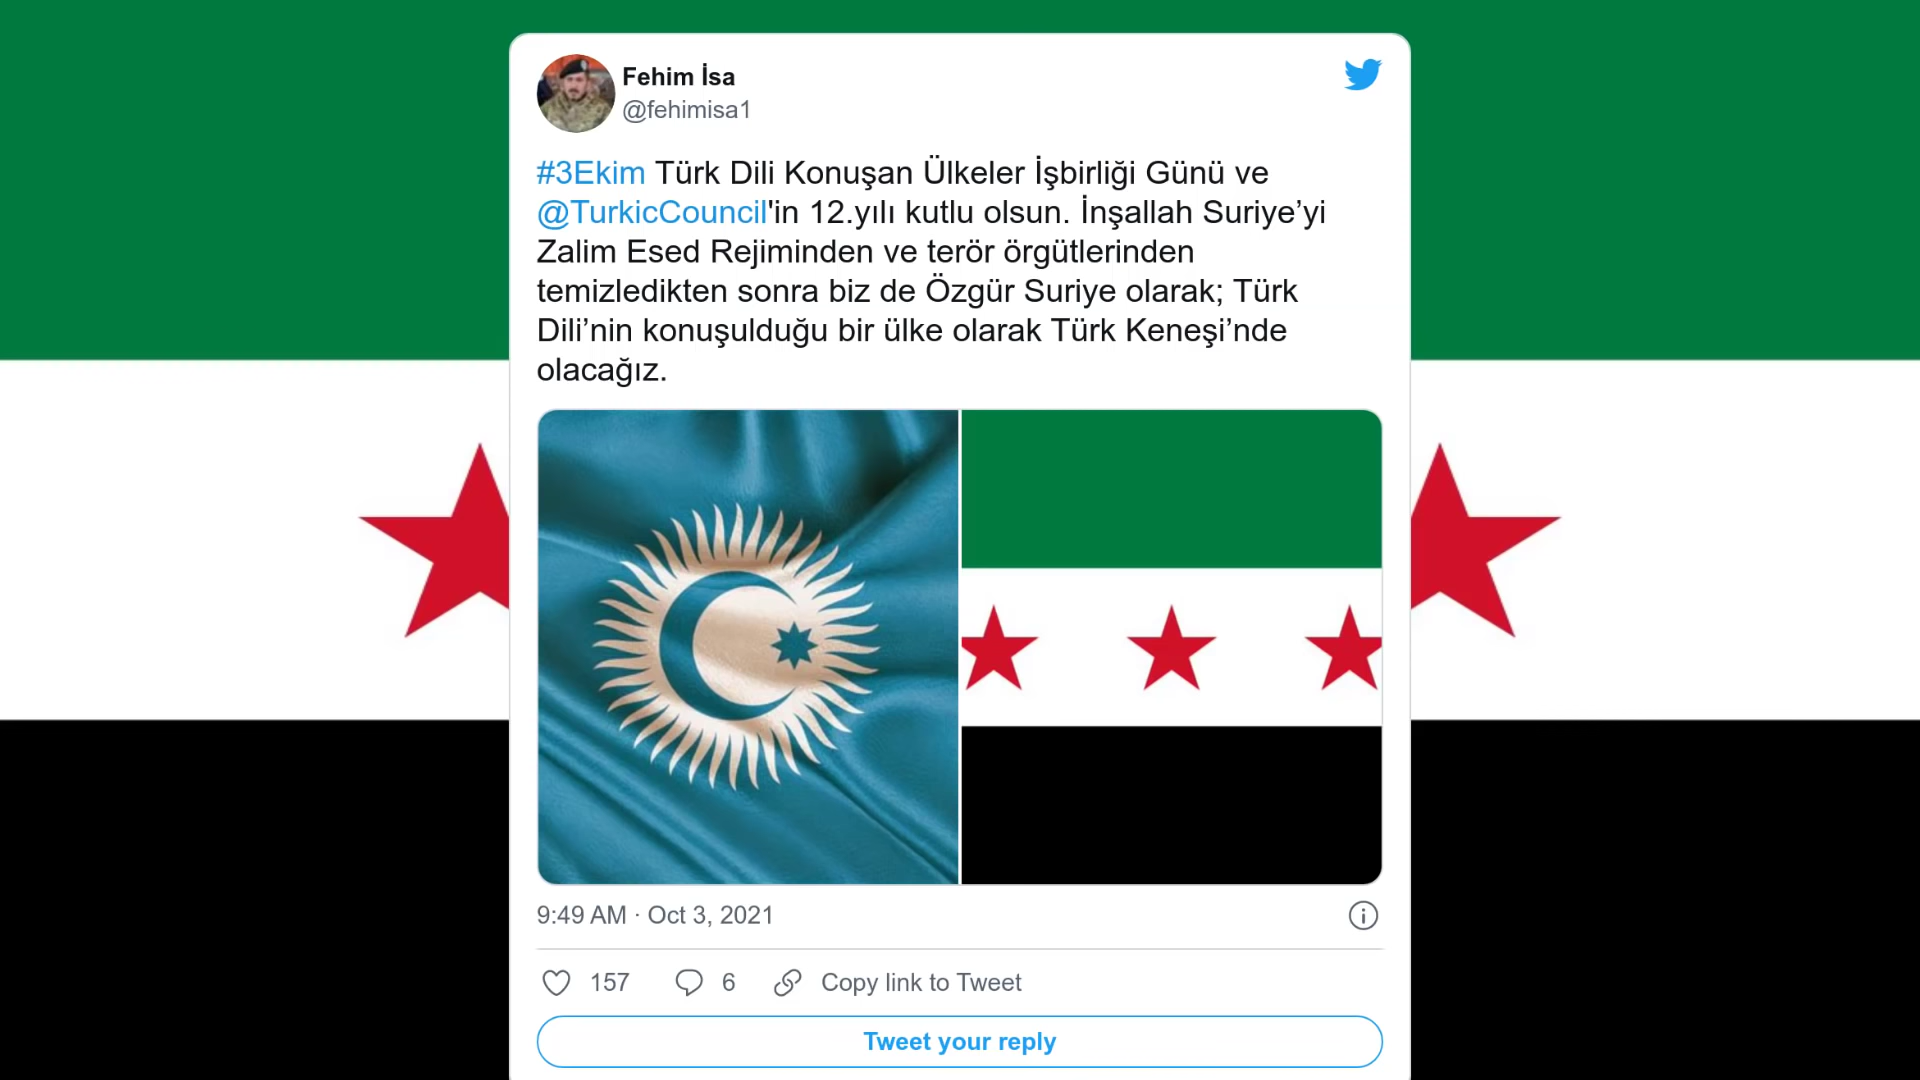 Fehim İsa
@fehimisa1
#3Ekim Türk Dili Konuşan Ülkeler İşbirliği Günü ve
@TurkicCouncil'in 12.yılı kutlu olsun. İnşallah Suriye’yi
Zalim Esed Rejiminden ve terör örgütlerinden
temizledikten sonra biz de Özgür Suriye olarak; Türk
Dili’nin konuşulduğu bir ülke olarak Türk Keneşi’nde
olacağız.
9:49 AM · Oct 3, 2021
157 6 Copy link to Tweet
Tweet your reply